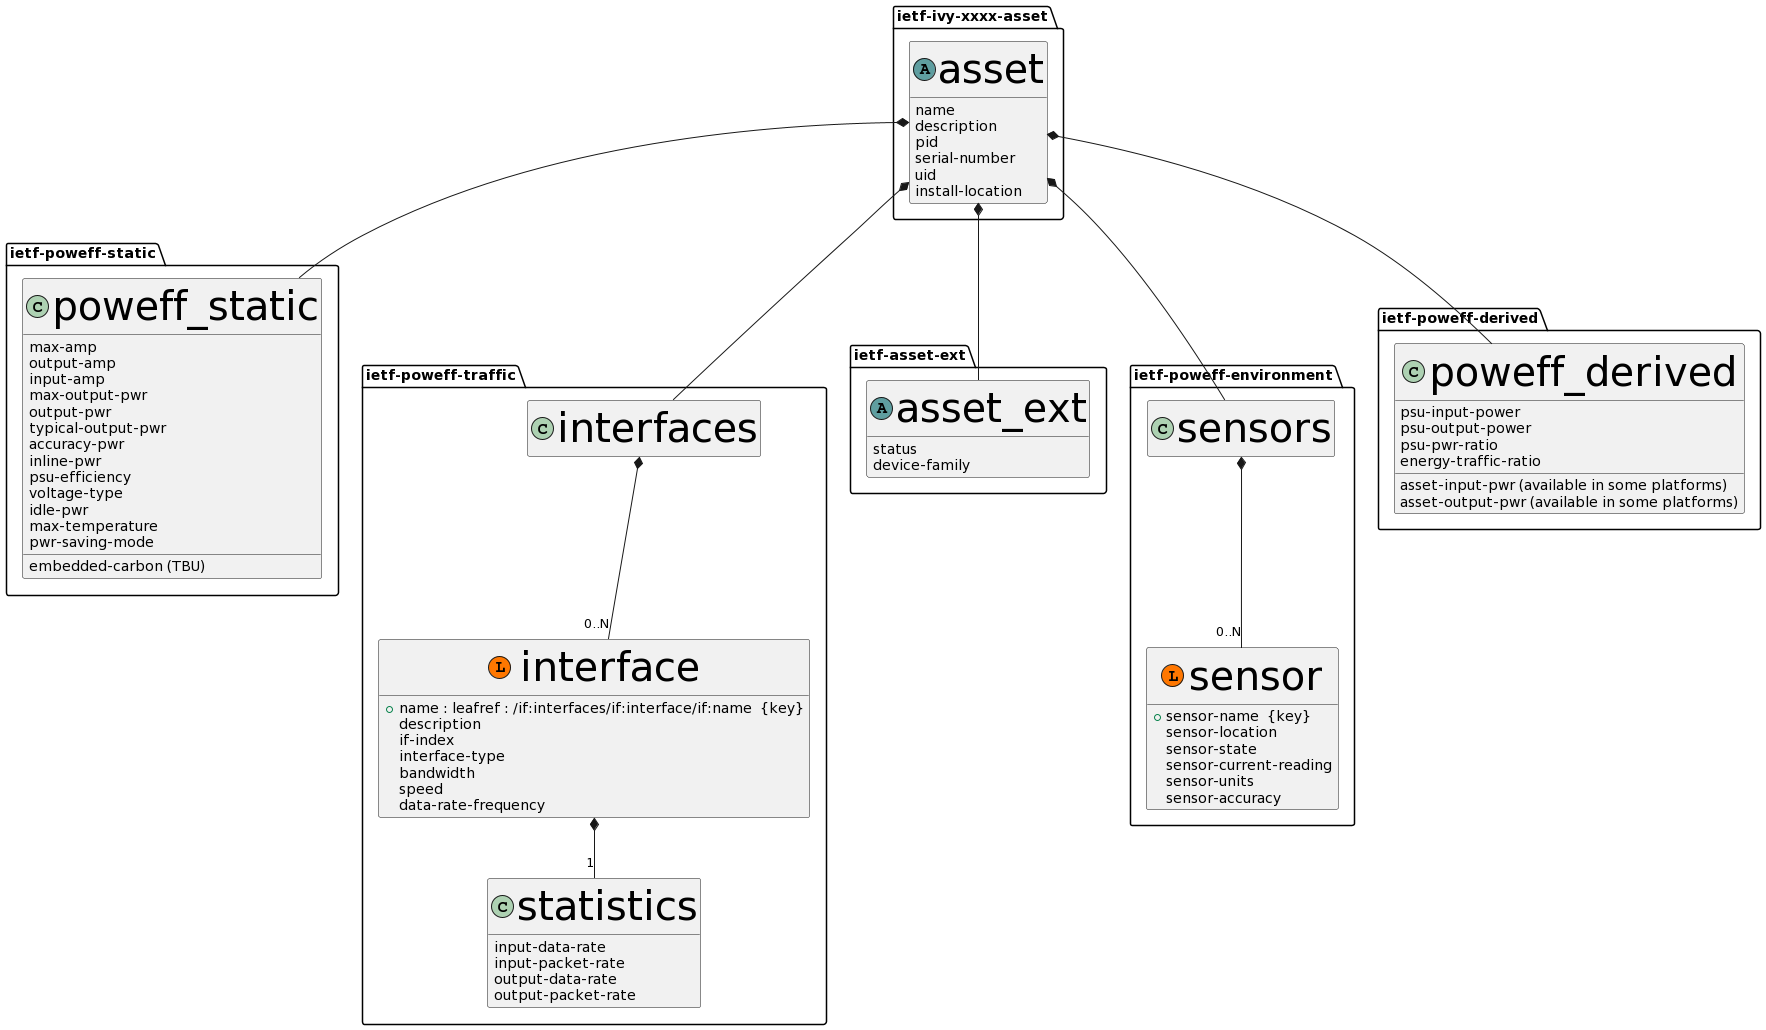 ietf-ivy-xxxx-asset
A asset
name
description
pid
serial-number
uid
install-location
ietf-poweff-static
C poweff_static
max-amp
output-amp
input-amp
max-output-pwr
output-pwr
typical-output-pwr
accuracy-pwr
inline-pwr
psu-efficiency
voltage-type
idle-pwr
max-temperature
pwr-saving-mode
embedded-carbon (TBU)
ietf-poweff-traffic
C interfaces
0..N
L interface
name : leafref : /if:interfaces/if:interface/if:name {key}
description
if-index
interface-type
bandwidth
speed
data-rate-frequency
1
C statistics
input-data-rate
input-packet-rate
output-data-rate
output-packet-rate
ietf-asset-ext
A asset_ext
status
device-family
ietf-poweff-environment
C sensors
0..N
L sensor
sensor-name {key}
sensor-location
sensor-state
sensor-current-reading
sensor-units
sensor-accuracy
ietf-poweff-derived
C poweff_derived
psu-input-power
psu-output-power
psu-pwr-ratio
energy-traffic-ratio
asset-input-pwr (available in some platforms)
asset-output-pwr (available in some platforms)